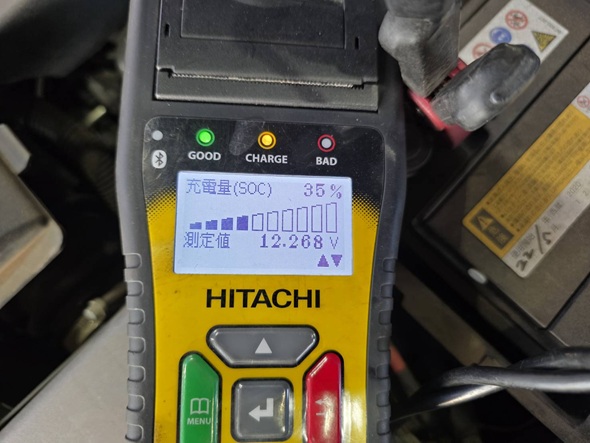 GOOD CHARGE BAD
充電量(SOC) 35%
測定値 12.268 V
▲▼
HITACHI
MENU